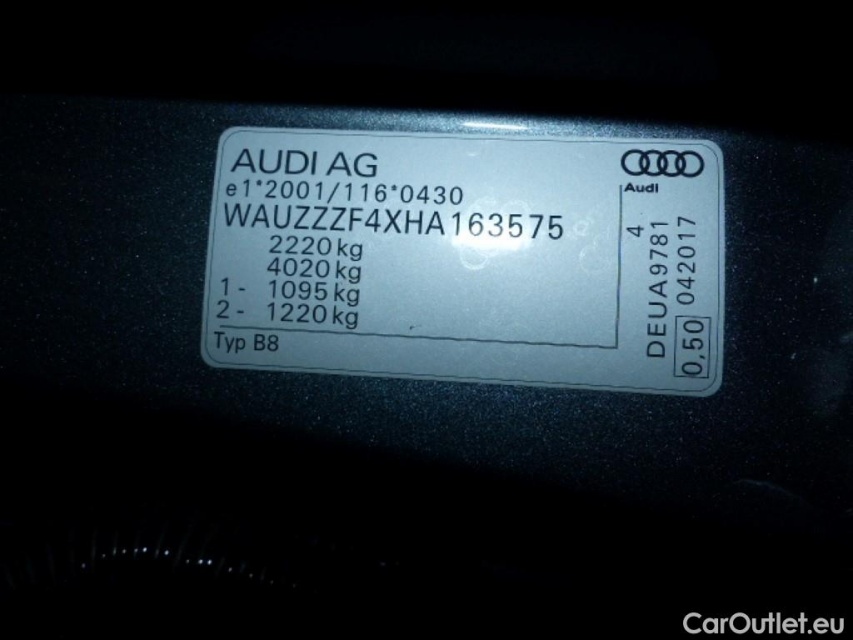 AUDI AG
e1*2001/116*0430
WAUZZZF4XHA163575
2220 kg
4020 kg
1 - 1095 kg
2 - 1220 kg
Typ B8
Audi
DEUA9781 4
0,50 042017
CarOutlet.eu